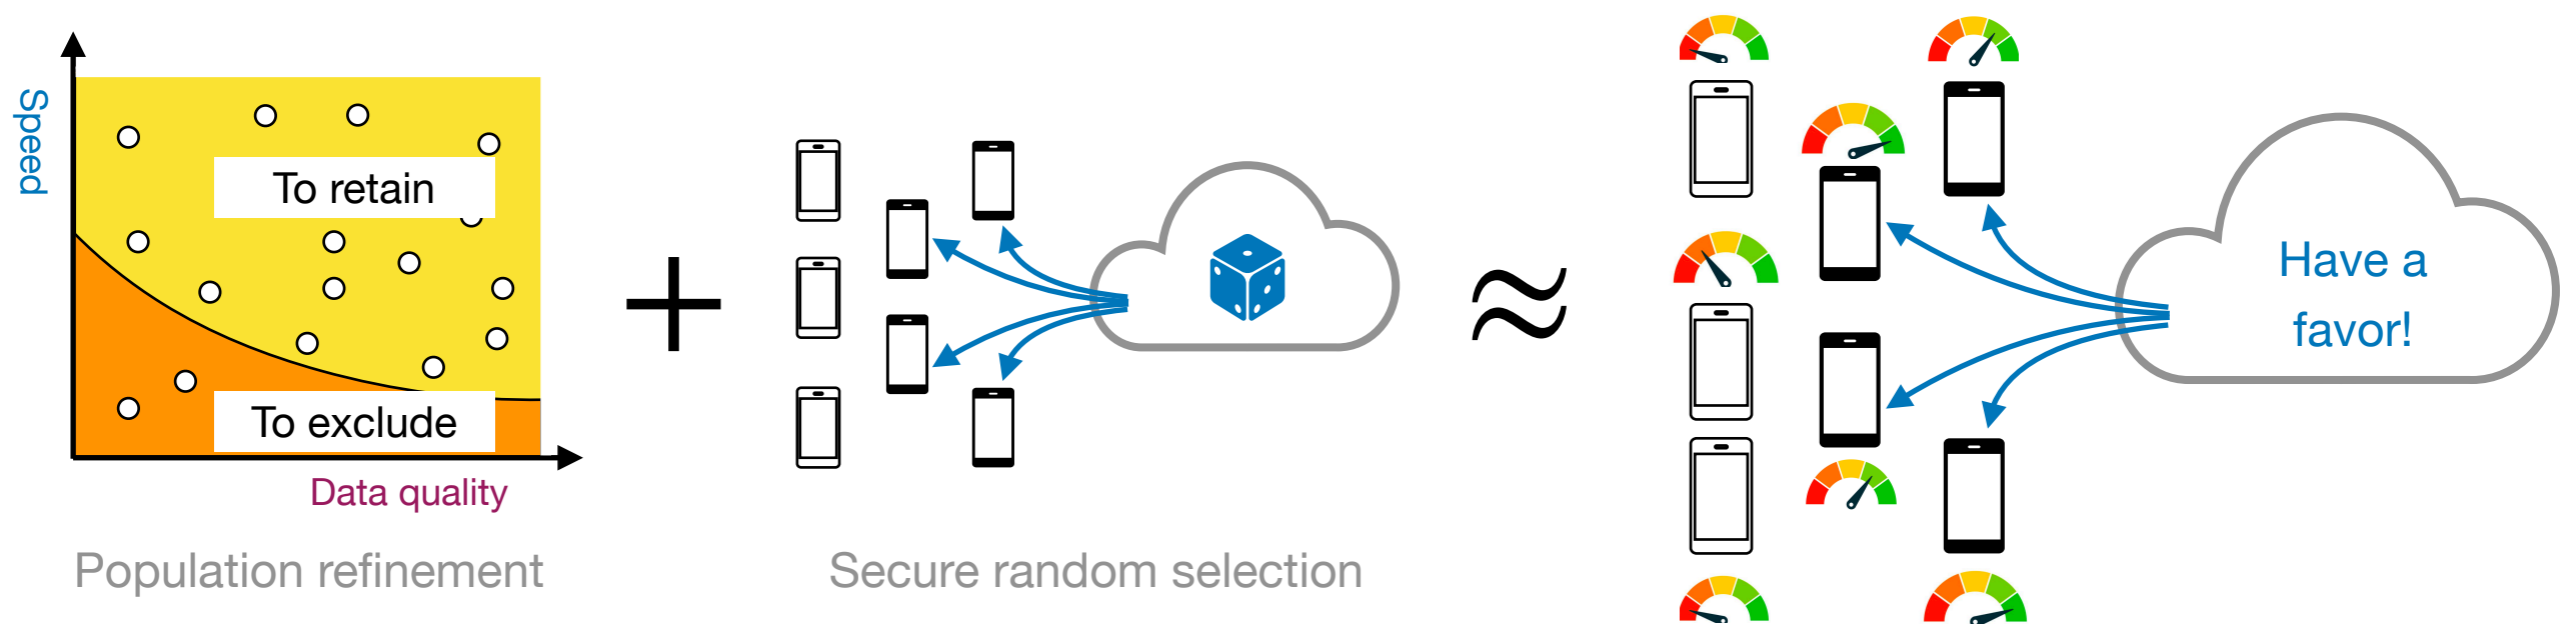 Speed
To retain
To exclude
Data quality
Population refinement
+
Secure random selection
≈
Have a
favor!